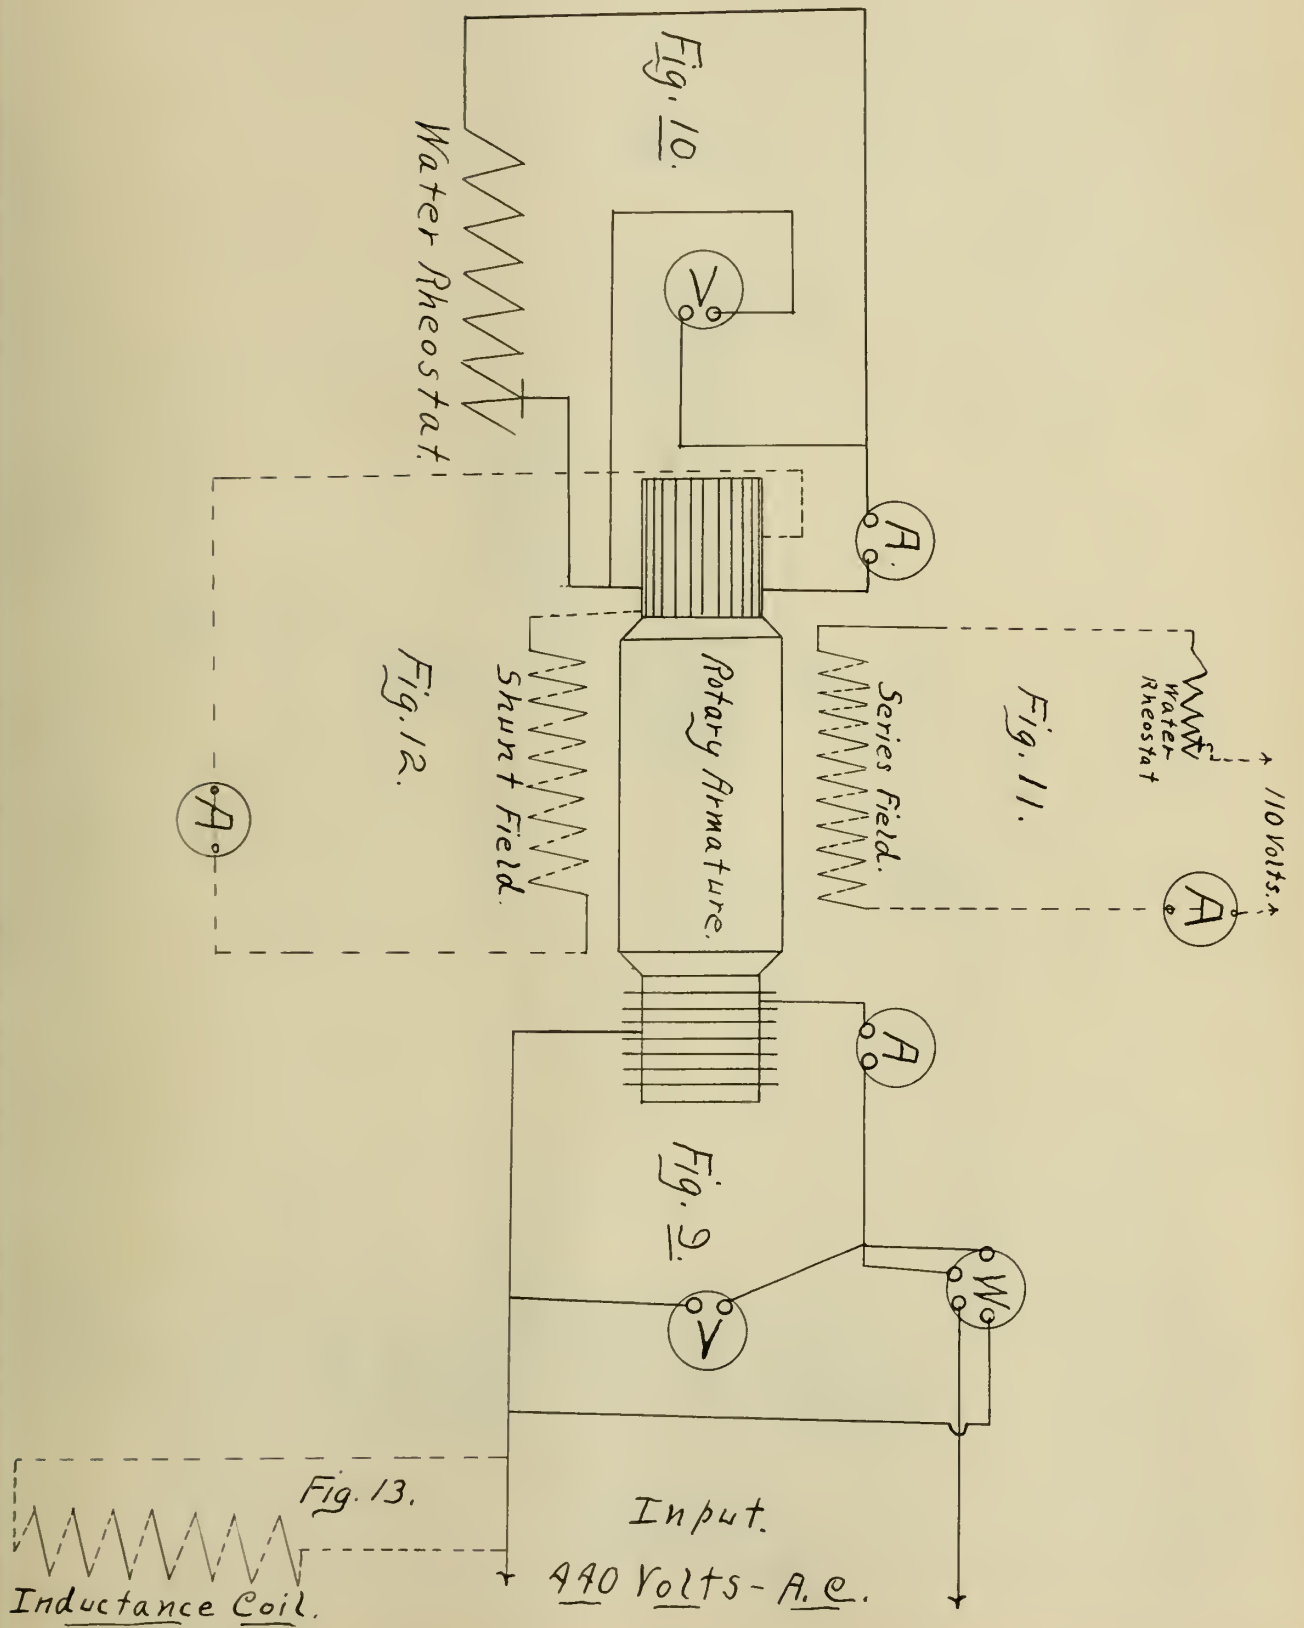 Fig. 10.
Water Rheostat.
V
A.
Fig. 12.
Shunt Field.
A
Rotary Armature.
Series Field.
Fig. 11.
Water
Rheostat
110 Volts.
A
A
Fig. 9.
W
V
Fig. 13.
Inductance Coil.
Input.
440 Volts - A.C.